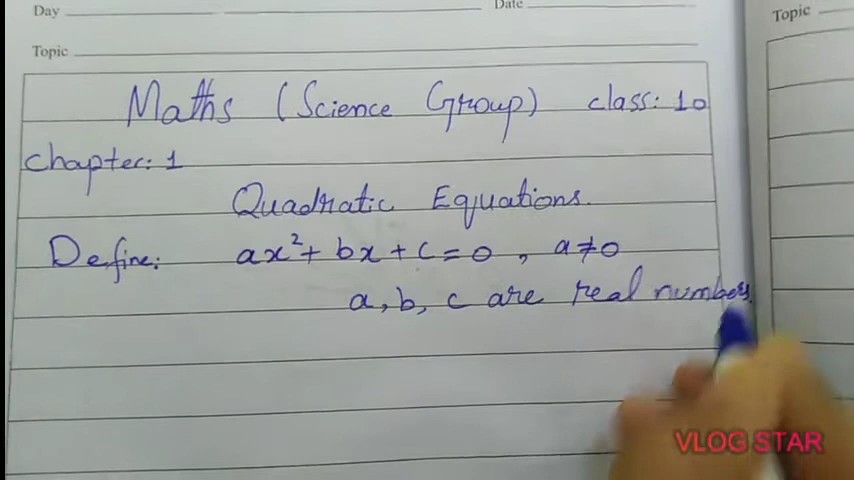 Day
Date
Topic
Topic
Maths (Science Group) class: 10
Chapter: 1
Quadratic Equations.
Define: ax²+ bx + c = 0 , a≠0
a, b, c are real numbers.
VLOG STAR